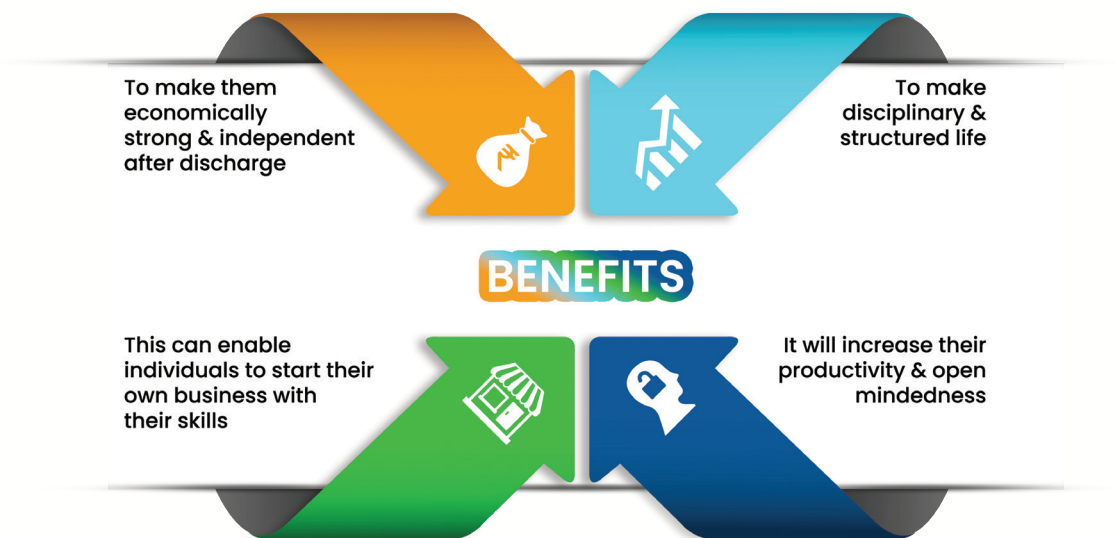 To make them
economically
strong & independent
after discharge
To make
disciplinary &
structured life
BENEFITS
This can enable
individuals to start their
own business with
their skills
It will increase their
productivity & open
mindedness